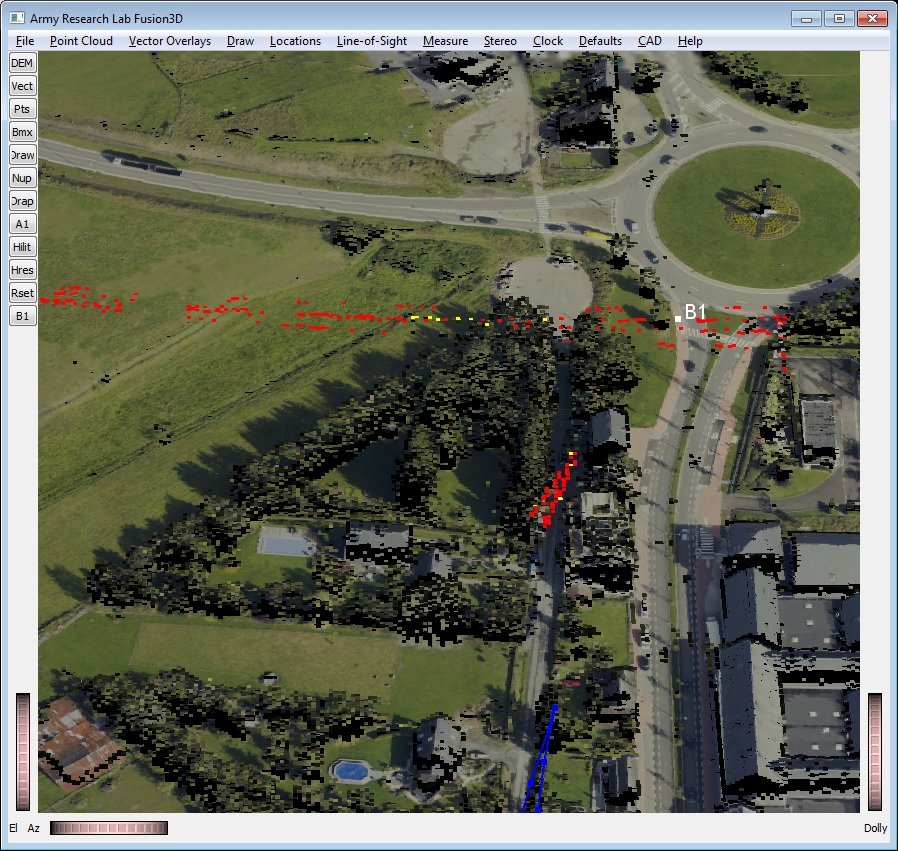 Army Research Lab Fusion3D
File Point Cloud Vector Overlays Draw Locations Line-of-Sight Measure Stereo Clock Defaults CAD Help
DEM
Vect
Pts
Bmx
Draw
Nup
Drap
A1
Hilit
Hres
Rset
B1
B1
El Az Dolly